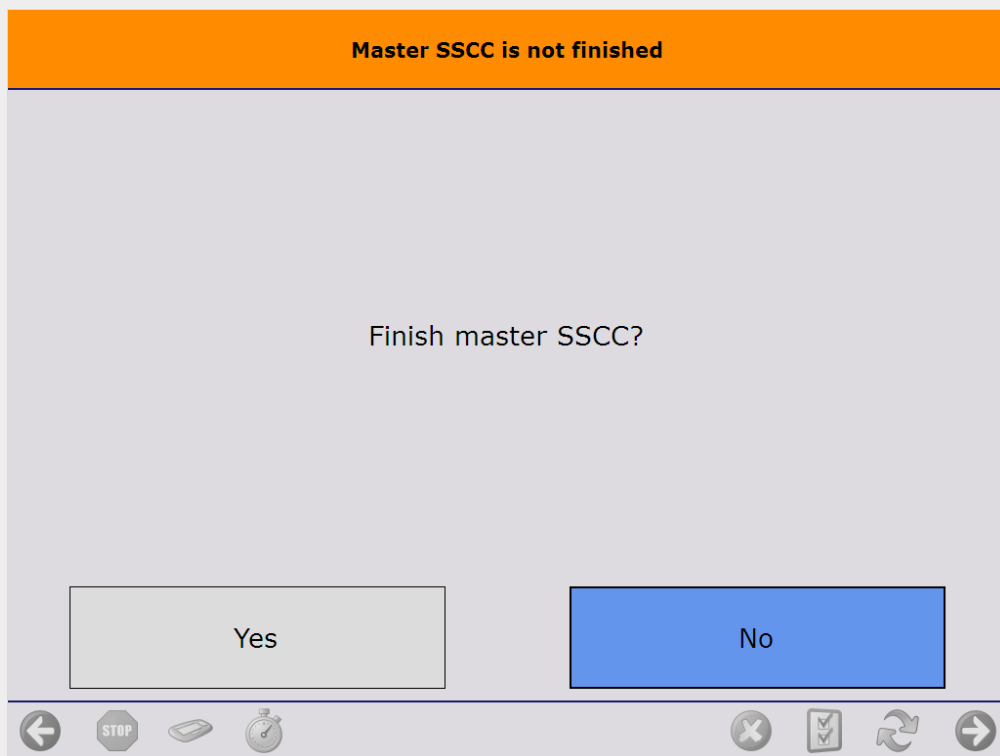 Master SSCC is not finished
Finish master SSCC?
Yes
No
STOP